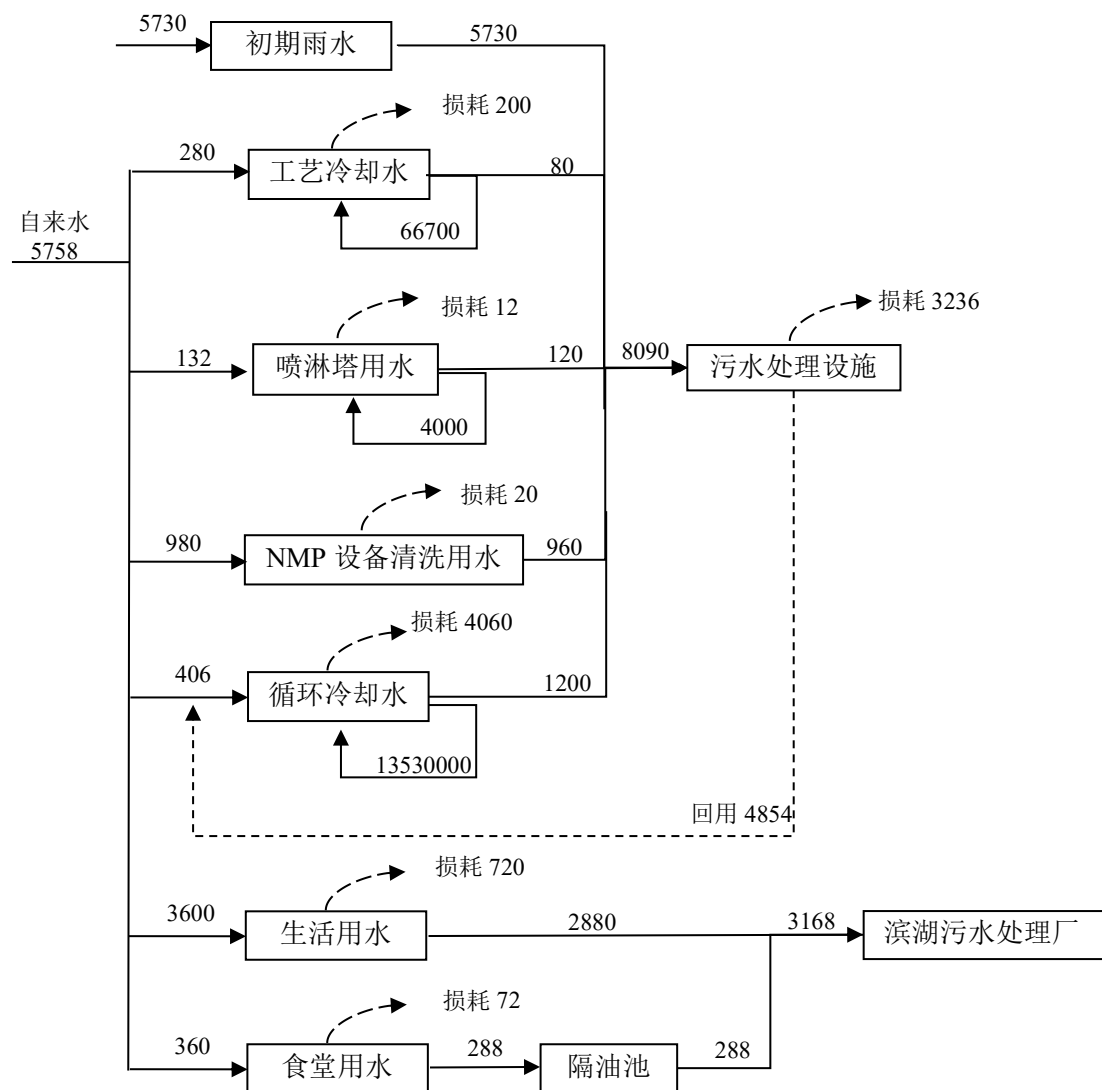 5730
初期雨水
5730
损耗 200
280
工艺冷却水
80
66700
自来水
5758
损耗 12
损耗 3236
132
喷淋塔用水
120
8090
污水处理设施
4000
损耗 20
980
NMP 设备清洗用水
960
损耗 4060
406
循环冷却水
1200
13530000
回用 4854
损耗 720
3600
生活用水
2880
3168
滨湖污水处理厂
损耗 72
360
食堂用水
288
隔油池
288